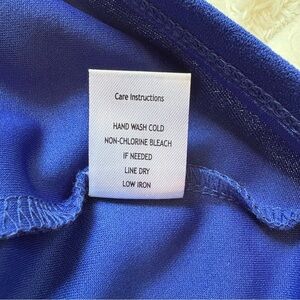 Care Instructions
HAND WASH COLD
NON-CHLORINE BLEACH
IF NEEDED
LINE DRY
LOW IRON